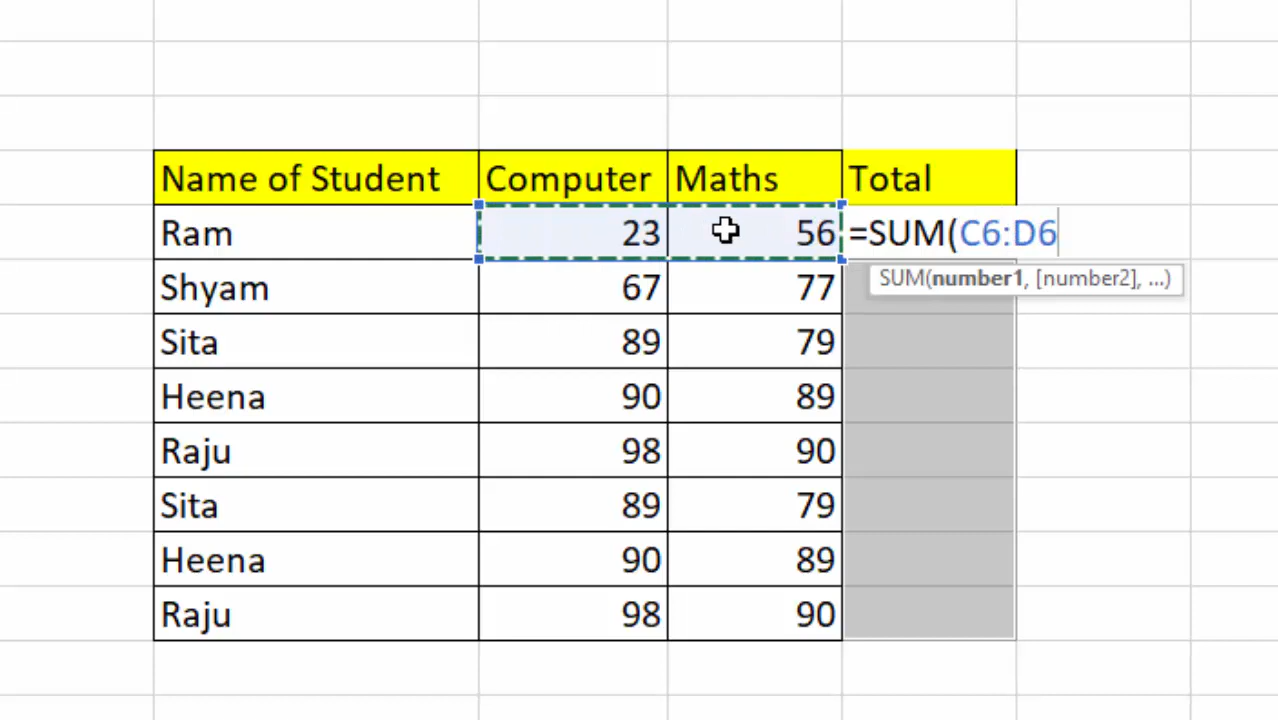 Name of Student Computer Maths Total
Ram 23 56 =SUM(C6:D6
SUM(number1, [number2], ...)
Shyam 67 77
Sita 89 79
Heena 90 89
Raju 98 90
Sita 89 79
Heena 90 89
Raju 98 90